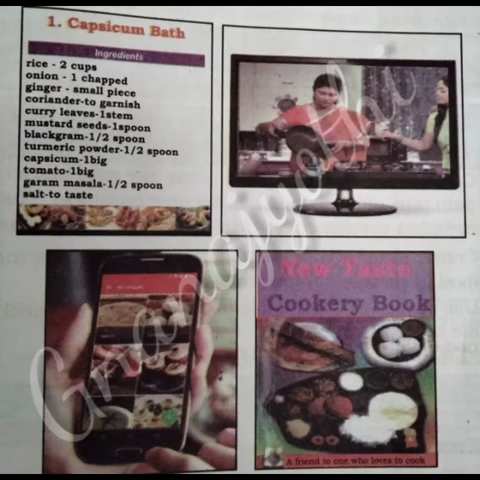 1. Capsicum Bath
Ingredients
rice - 2 cups
onion - 1 chapped
ginger - small piece
coriander-to garnish
curry leaves-1stem
mustard seeds-1spoon
blackgram-1/2 spoon
turmeric powder-1/2 spoon
capsicum-1big
tomato-1big
garam masala-1/2 spoon
salt-to taste
New Taste
Cookery Book
A friend to one who loves to cook
Gnanajyothi